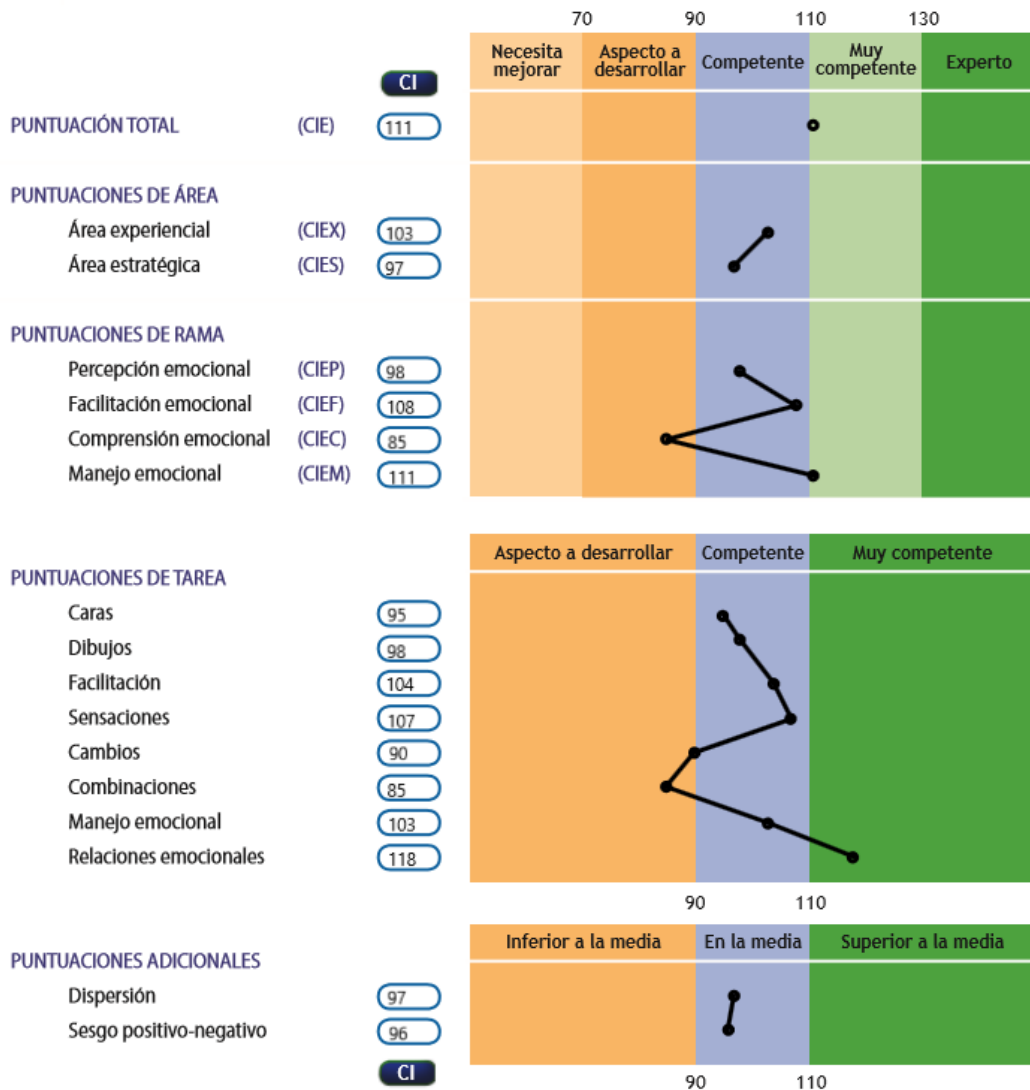 70 90 110 130
Necesita mejorar Aspecto a desarrollar Competente Muy competente Experto
CI
PUNTUACIÓN TOTAL (CIE) 111
PUNTUACIONES DE ÁREA
Área experiencial (CIEX) 103
Área estratégica (CIES) 97
PUNTUACIONES DE RAMA
Percepción emocional (CIEP) 98
Facilitación emocional (CIEF) 108
Comprensión emocional (CIEC) 85
Manejo emocional (CIEM) 111
Aspecto a desarrollar Competente Muy competente
PUNTUACIONES DE TAREA
Caras 95
Dibujos 98
Facilitación 104
Sensaciones 107
Cambios 90
Combinaciones 85
Manejo emocional 103
Relaciones emocionales 118
90 110
Inferior a la media En la media Superior a la media
PUNTUACIONES ADICIONALES
Dispersión 97
Sesgo positivo-negativo 96
CI
90 110